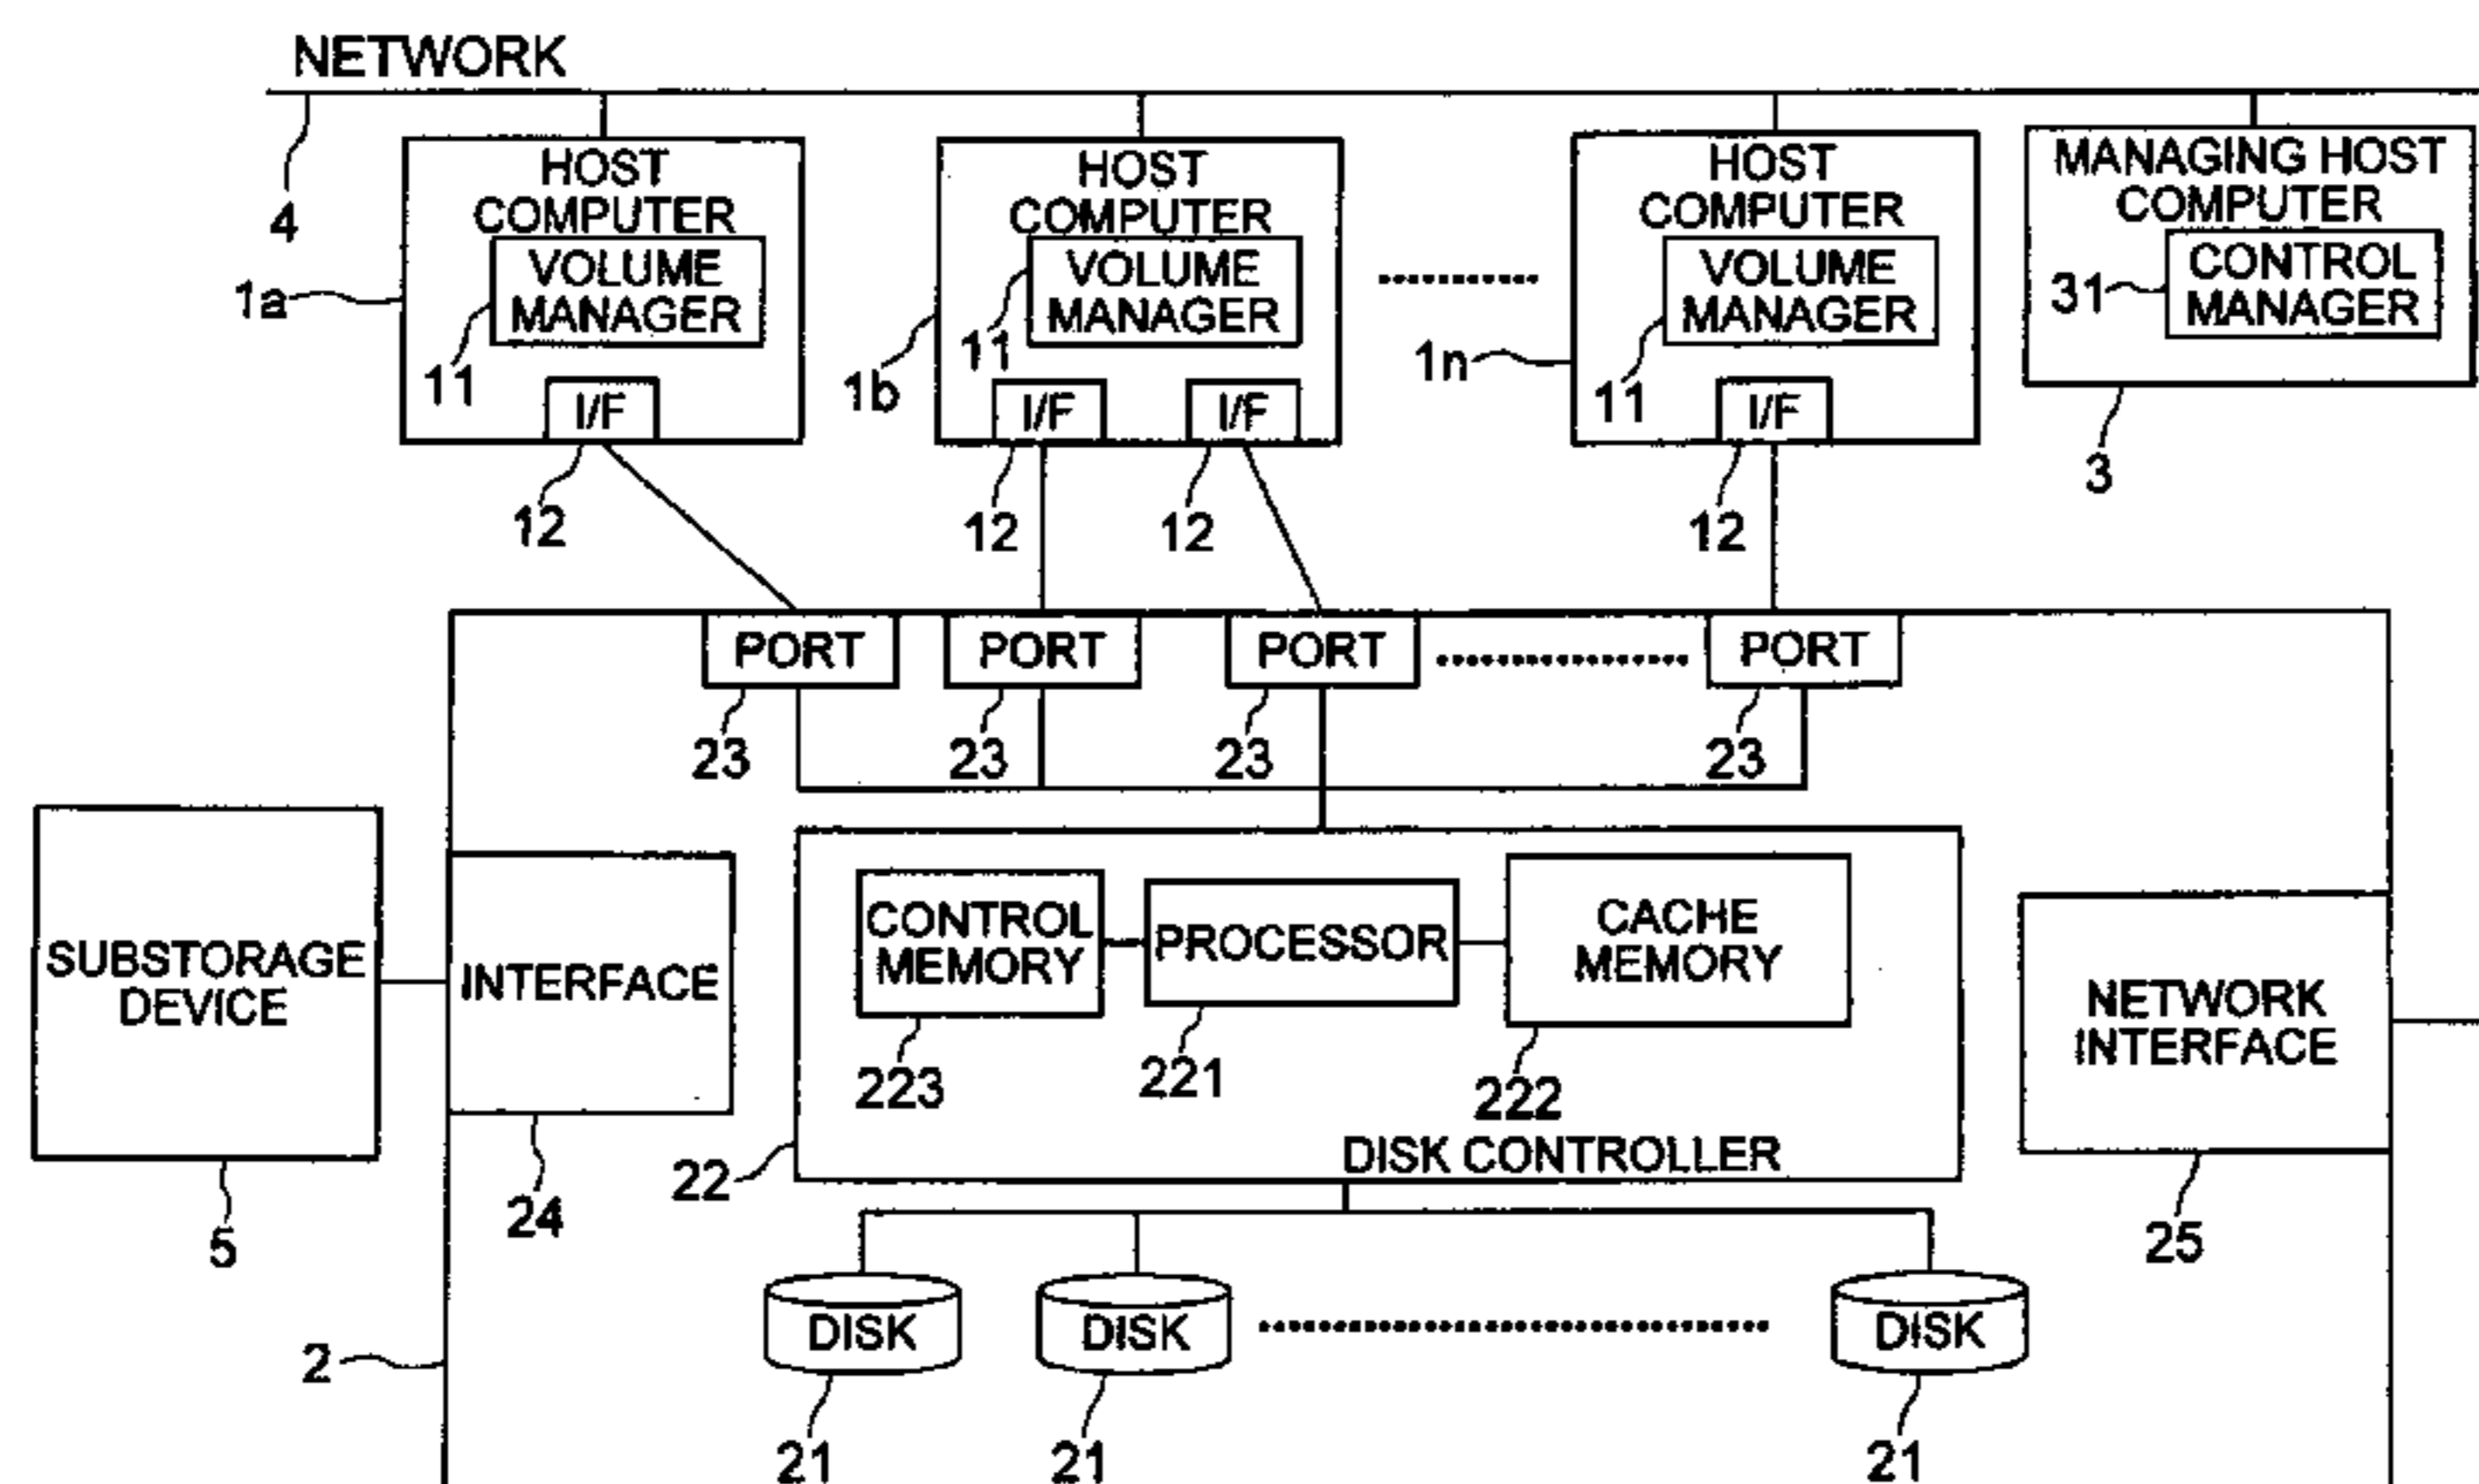 NETWORK
4
HOST
COMPUTER
VOLUME
MANAGER
1a
11
I/F
12
HOST
COMPUTER
VOLUME
MANAGER
1b
11
I/F
I/F
12
12
HOST
COMPUTER
VOLUME
MANAGER
1n
11
I/F
12
MANAGING HOST
COMPUTER
CONTROL
MANAGER
31
3
PORT
PORT
PORT
PORT
23
23
23
23
SUBSTORAGE
DEVICE
5
INTERFACE
24
CONTROL
MEMORY
223
PROCESSOR
221
CACHE
MEMORY
222
DISK CONTROLLER
22
NETWORK
INTERFACE
25
2
DISK
DISK
DISK
21
21
21